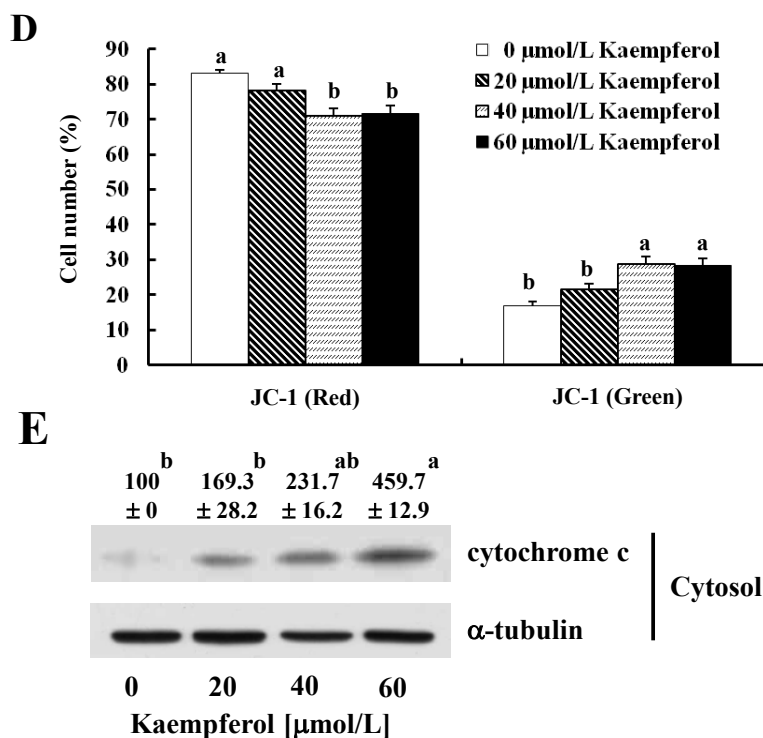 D
90
80
70
60
50
40
30
20
10
0
Cell number (%)
a
a
b
b
b
b
a
a
0 μmol/L Kaempferol
20 μmol/L Kaempferol
40 μmol/L Kaempferol
60 μmol/L Kaempferol
JC-1 (Red)
JC-1 (Green)
E
b b ab a
100 169.3 231.7 459.7
± 0 ± 28.2 ± 16.2 ± 12.9
cytochrome c
Cytosol
α-tubulin
0 20 40 60
Kaempferol [μmol/L]